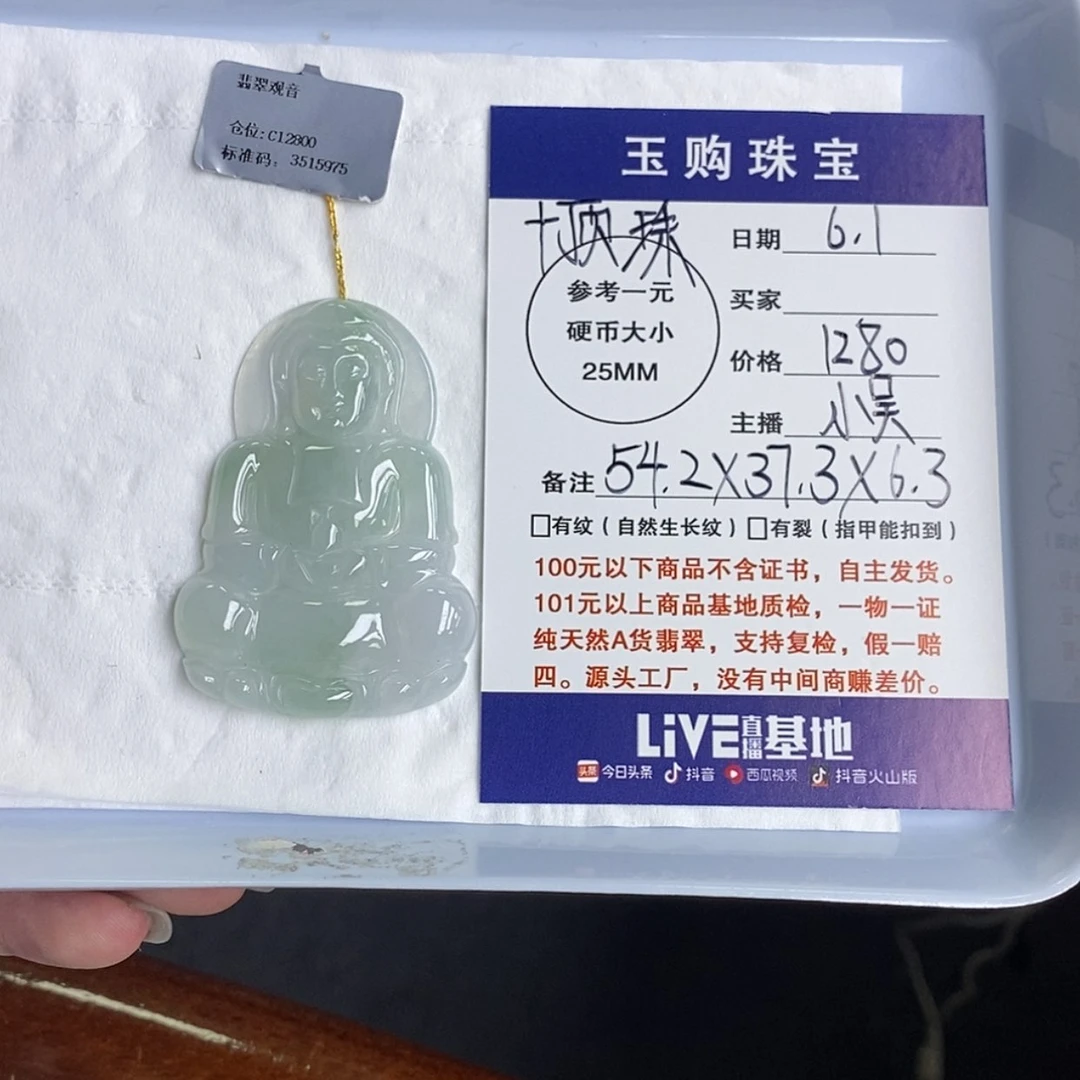 翡翠观音
仓位:C12800
标准码: 3515975
玉购珠宝
+顶珠
参考一元
硬币大小
25MM
日期 6.1
买家
价格 1280
主播 小吴
备注 54.2X37.3X6.3
□有纹(自然生长纹)□有裂(指甲能扣到)
100元以下商品不含证书,自主发货。
101元以上商品基地质检,一物一证
纯天然A货翡翠,支持复检,假一赔
四。源头工厂,没有中间商赚差价。
LiVE直播基地
头条 今日头条 抖音 西瓜视频 抖音火山版